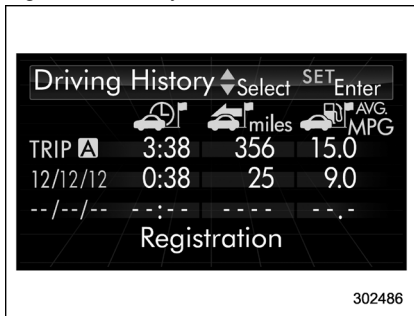 Driving History Select SET Enter
miles AVG. MPG
TRIP A 3:38 356 15.0
12/12/12 0:38 25 9.0
--/--/-- --:-- ---- --.-
Registration
302486